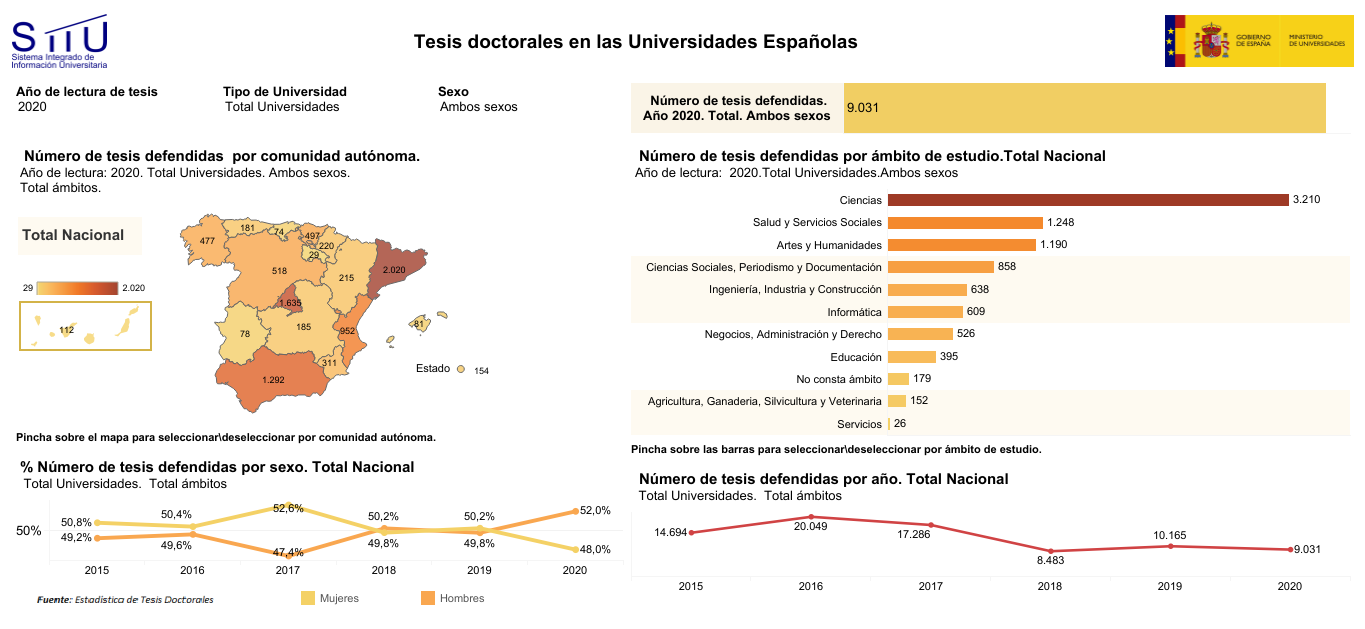 SIIU
Sistema Integrado de
Información Universitaria
Tesis doctorales en las Universidades Españolas
GOBIERNO
DE ESPAÑA
MINISTERIO
DE UNIVERSIDADES
Año de lectura de tesis
2020
Tipo de Universidad
Total Universidades
Sexo
Ambos sexos
Número de tesis defendidas.
Año 2020. Total. Ambos sexos
9.031
Número de tesis defendidas por comunidad autónoma.
Año de lectura: 2020. Total Universidades. Ambos sexos.
Total ámbitos.
Total Nacional
29
2.020
112
477
181
74
497
220
29
518
215
2.020
1.635
78
185
952
81
311
1.292
Estado
154
Pincha sobre el mapa para seleccionar\deseleccionar por comunidad autónoma.
Número de tesis defendidas por ámbito de estudio.Total Nacional
Año de lectura: 2020.Total Universidades.Ambos sexos
Ciencias 3.210
Salud y Servicios Sociales 1.248
Artes y Humanidades 1.190
Ciencias Sociales, Periodismo y Documentación 858
Ingeniería, Industria y Construcción 638
Informática 609
Negocios, Administración y Derecho 526
Educación 395
No consta ámbito 179
Agricultura, Ganaderia, Silvicultura y Veterinaria 152
Servicios 26
Pincha sobre las barras para seleccionar\deseleccionar por ámbito de estudio.
% Número de tesis defendidas por sexo. Total Nacional
Total Universidades. Total ámbitos
50%
50,8% 50,4% 52,6% 50,2% 50,2% 52,0%
49,2% 49,6% 47,4% 49,8% 49,8% 48,0%
2015 2016 2017 2018 2019 2020
Fuente: Estadística de Tesis Doctorales
Mujeres
Hombres
Número de tesis defendidas por año. Total Nacional
Total Universidades. Total ámbitos
14.694 20.049 17.286 8.483 10.165 9.031
2015 2016 2017 2018 2019 2020